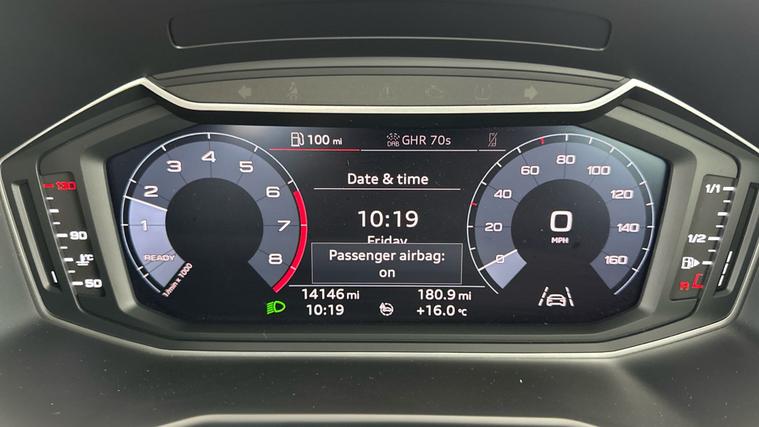 100 mi
DAB GHR 70s
Date & time
10:19
Friday
Passenger airbag:
on
14146 mi 180.9 mi
10:19 +16.0 °C
1 2 3 4 5 6 7 8
READY
1/min x 1000
0 20 40 60 80 100 120 140 160
0
MPH
130
90
°C
50
1/1
1/2
R